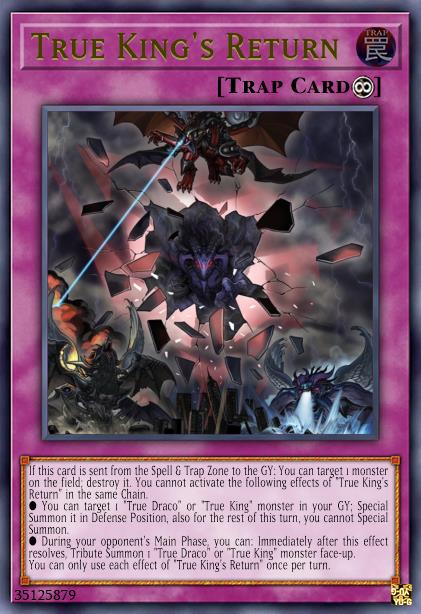 True King's Return
TRAP
罠
[Trap Card]
If this card is sent from the Spell & Trap Zone to the GY: You can target 1 monster
on the field; destroy it. You cannot activate the following effects of "True King's
Return" in the same Chain.
● You can target 1 "True Draco" or "True King" monster in your GY; Special
Summon it in Defense Position, also for the rest of this turn, you cannot Special
Summon.
● During your opponent's Main Phase, you can: Immediately after this effect
resolves, Tribute Summon 1 "True Draco" or "True King" monster face-up.
You can only use each effect of "True King's Return" once per turn.
35125879